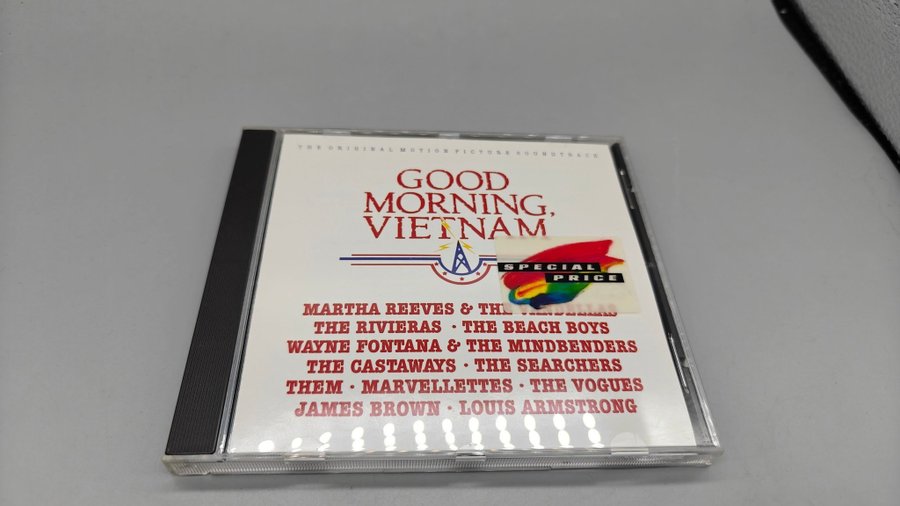 THE ORIGINAL MOTION PICTURE SOUNDTRACK
GOOD
MORNING,
VIETNAM
SPECIAL
PRICE
MARTHA REEVES & THE VANDELLAS
THE RIVIERAS · THE BEACH BOYS
WAYNE FONTANA & THE MINDBENDERS
THE CASTAWAYS · THE SEARCHERS
THEM · MARVELLETTES · THE VOGUES
JAMES BROWN · LOUIS ARMSTRONG